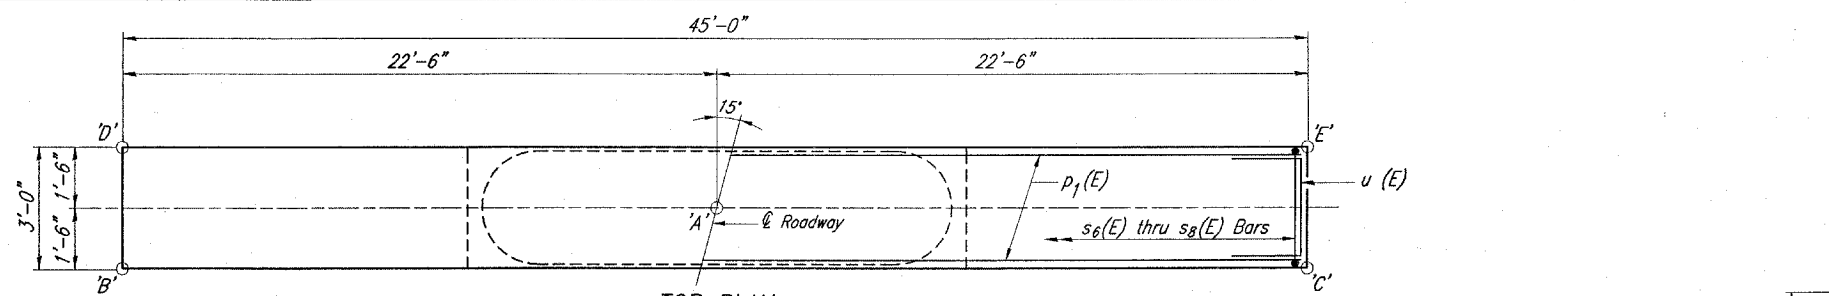 45'-0"
22'-6"
22'-6"
15°
'D'
'E'
3'-0"
1'-6"
1'-6"
p1(E)
u (E)
'A'
℄ Roadway
s6(E) thru s8(E) Bars
'B'
'C'